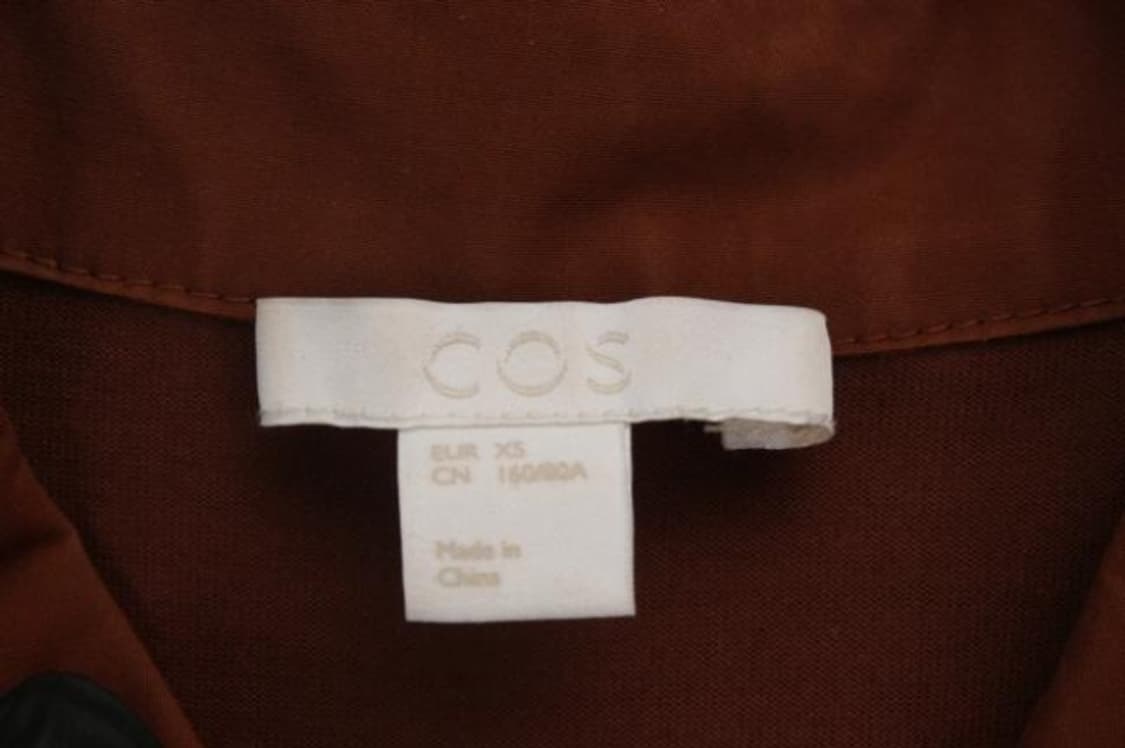 COS
EUR XS
CN 160/80A
Made in
China